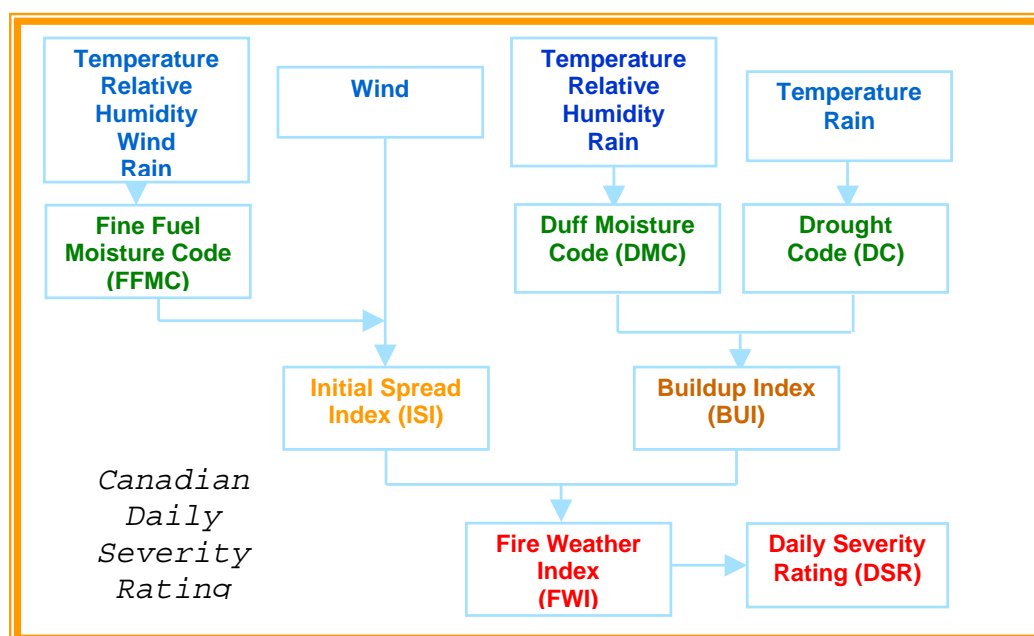 Temperature
Relative
Humidity
Wind
Rain
Wind
Temperature
Relative
Humidity
Rain
Temperature
Rain
Fine Fuel
Moisture Code
(FFMC)
Duff Moisture
Code (DMC)
Drought
Code (DC)
Initial Spread
Index (ISI)
Buildup Index
(BUI)
Canadian
Daily
Severity
Rating
Fire Weather
Index
(FWI)
Daily Severity
Rating (DSR)